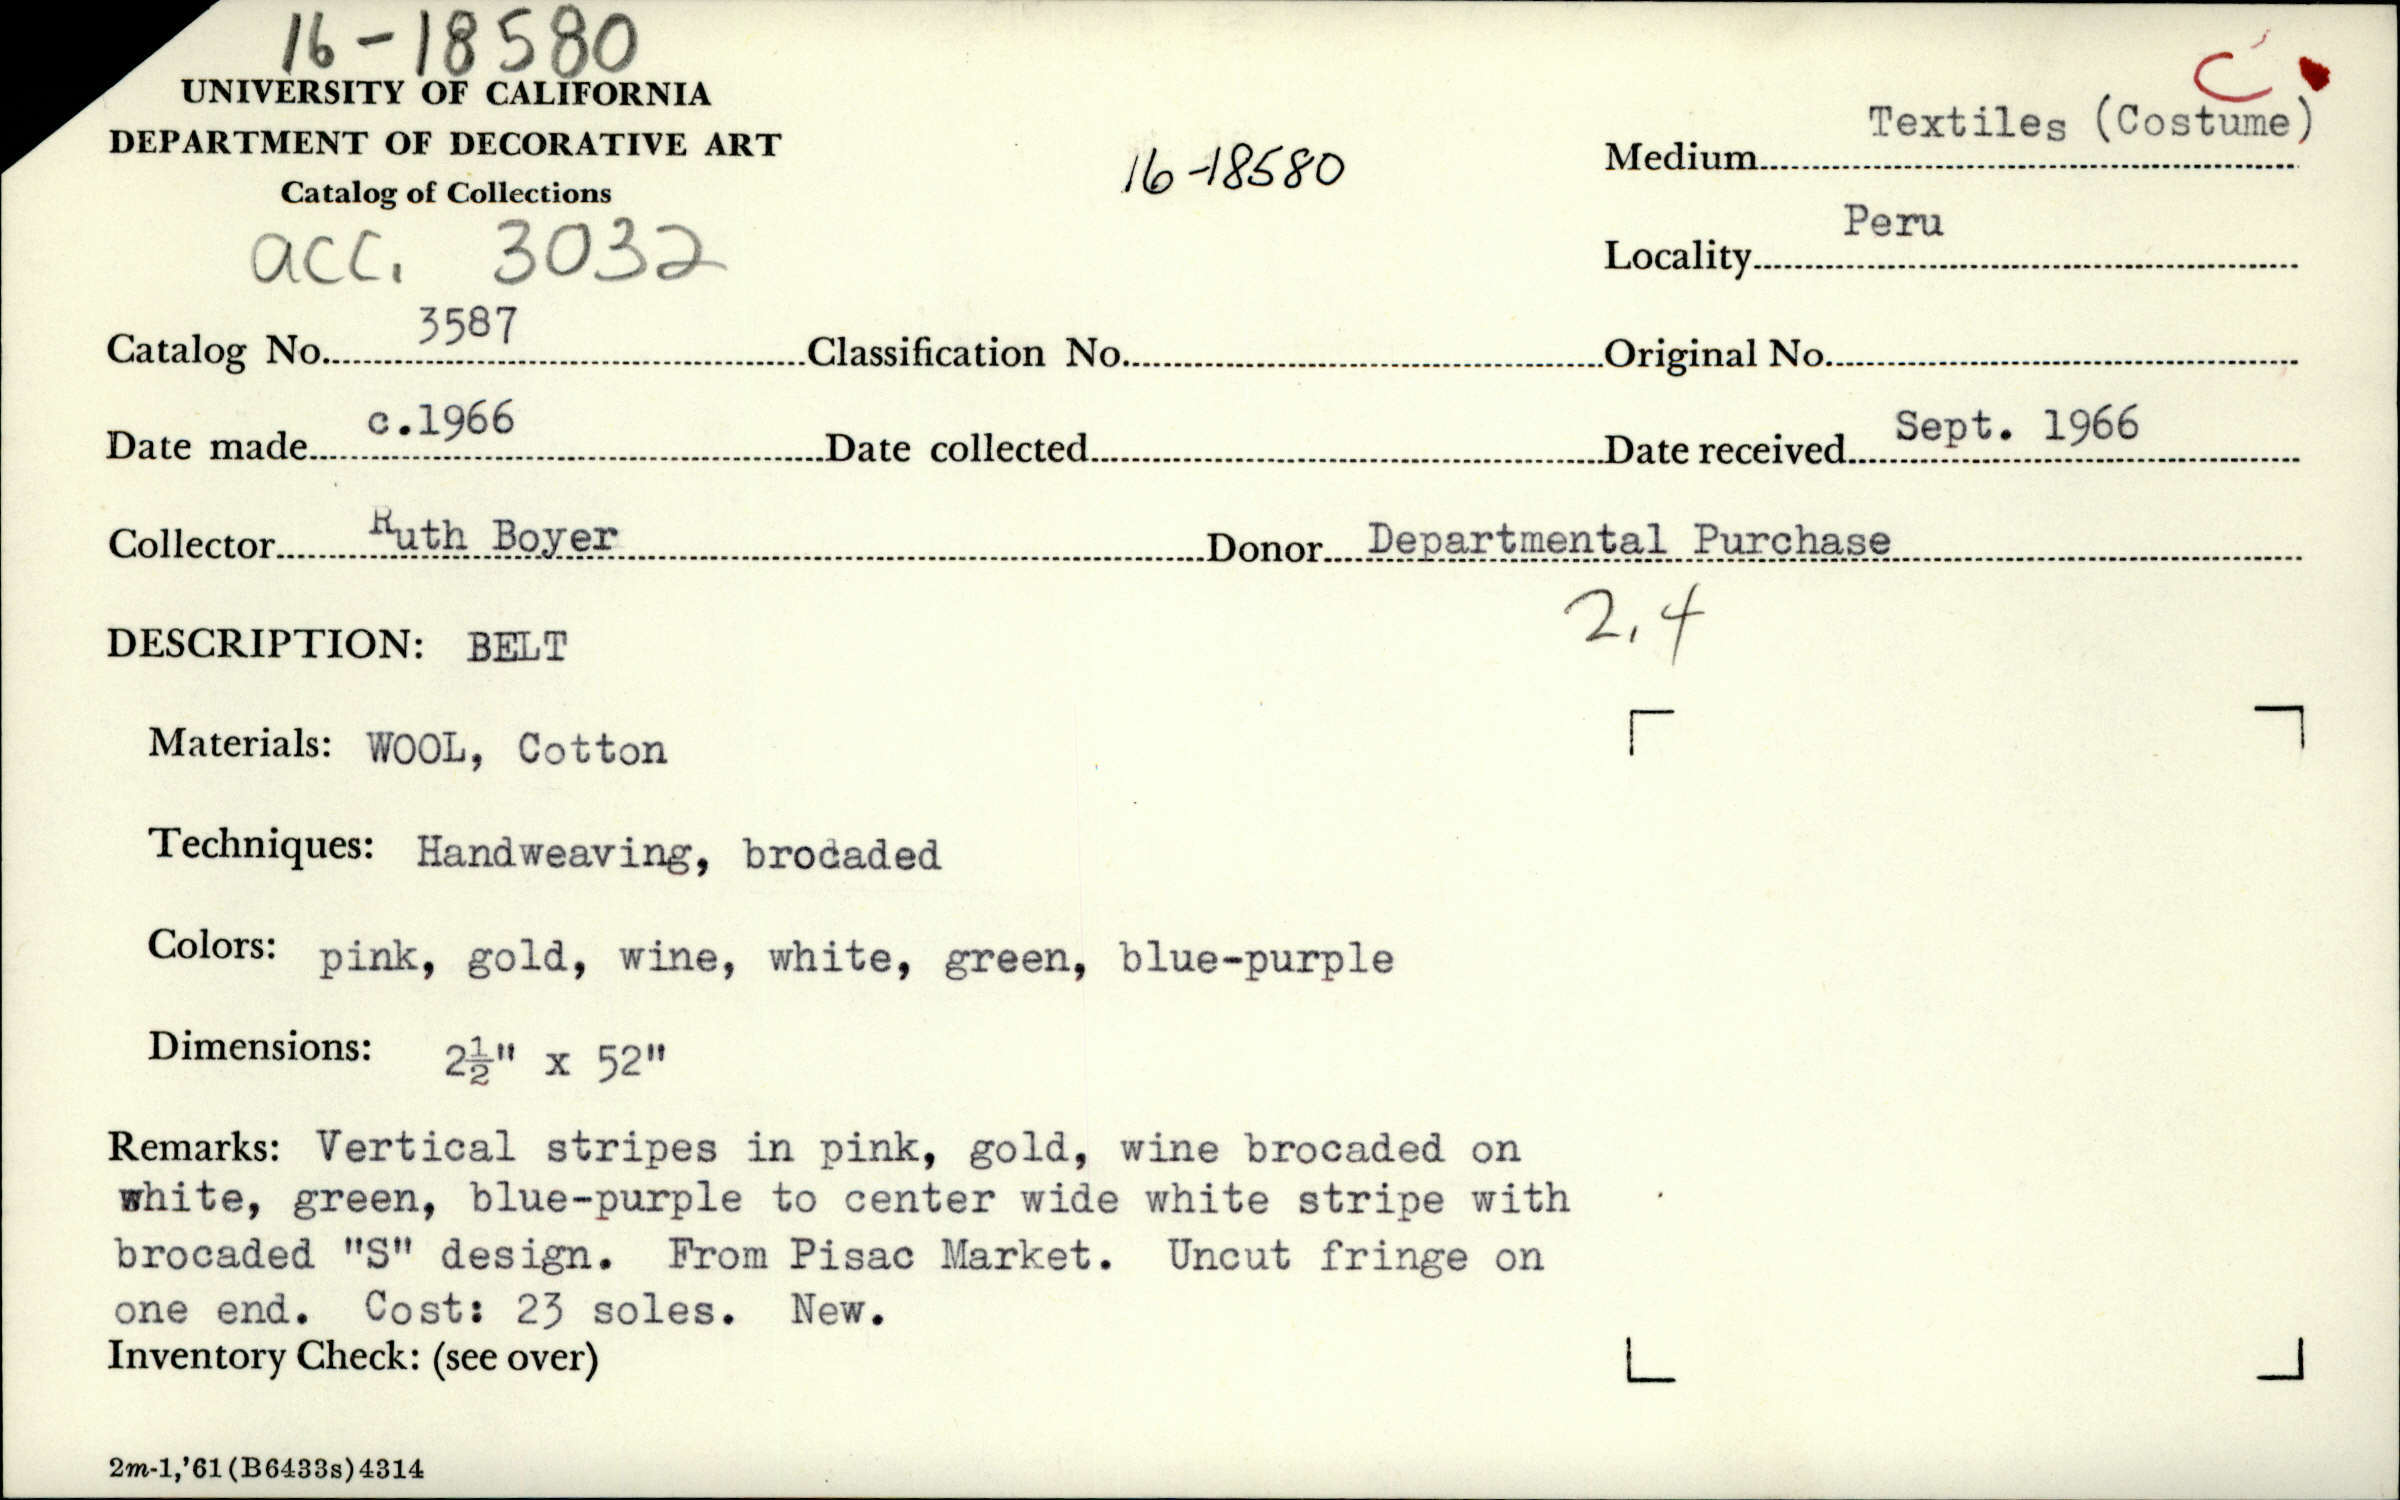 16-18580
UNIVERSITY OF CALIFORNIA
DEPARTMENT OF DECORATIVE ART
Catalog of Collections
acc. 3032
16-18580
C
Medium Textiles (Costume)
Locality Peru
Catalog No. 3587 Classification No. Original No.
Date made c.1966 Date collected Date received Sept. 1966
Collector Ruth Boyer Donor Departmental Purchase
2.4
DESCRIPTION: BELT
Materials: WOOL, Cotton
Techniques: Handweaving, brocaded
Colors: pink, gold, wine, white, green, blue-purple
Dimensions: 2½" x 52"
Remarks: Vertical stripes in pink, gold, wine brocaded on
white, green, blue-purple to center wide white stripe with
brocaded "S" design. From Pisac Market. Uncut fringe on
one end. Cost: 23 soles. New.
Inventory Check: (see over)
2m-1,'61(B6433s)4314